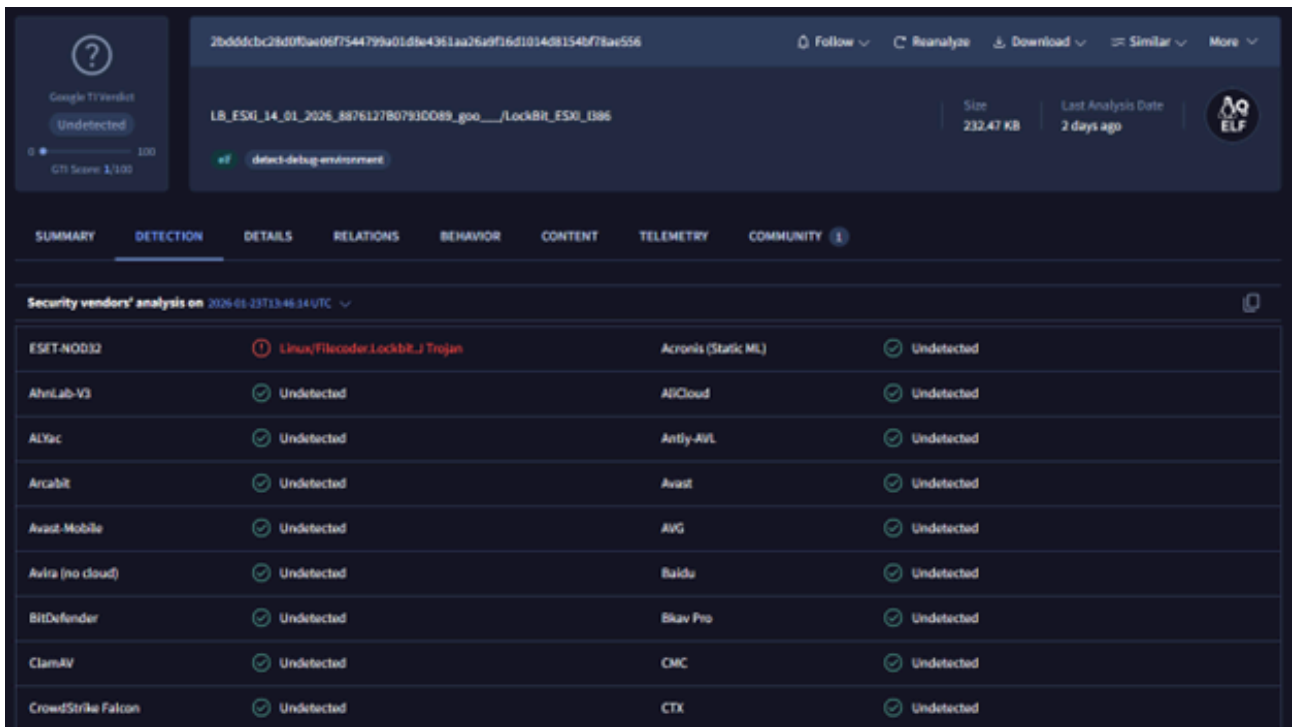 Follow
Reanalyze
Download
Similar
More
Google TI Verdict
Undetected
0
100
GTI Score: 1/100
Size
232.47 KB
Last Analysis Date
2 days ago
ELF
elf
detect-debug-environment
SUMMARY DETECTION DETAILS RELATIONS BEHAVIOR CONTENT TELEMETRY COMMUNITY 1
Security vendors' analysis on 2026-01-23T13:46:14 UTC
ESET-NOD32 Linux/Filecoder.Lockbit.J Trojan Acronis (Static ML) Undetected
AhnLab-V3 Undetected AliCloud Undetected
ALYac Undetected Antiy-AVL Undetected
Arcabit Undetected Avast Undetected
Avast-Mobile Undetected AVG Undetected
Avira (no cloud) Undetected Baidu Undetected
BitDefender Undetected Bkav Pro Undetected
ClamAV Undetected CMC Undetected
CrowdStrike Falcon Undetected CTX Undetected